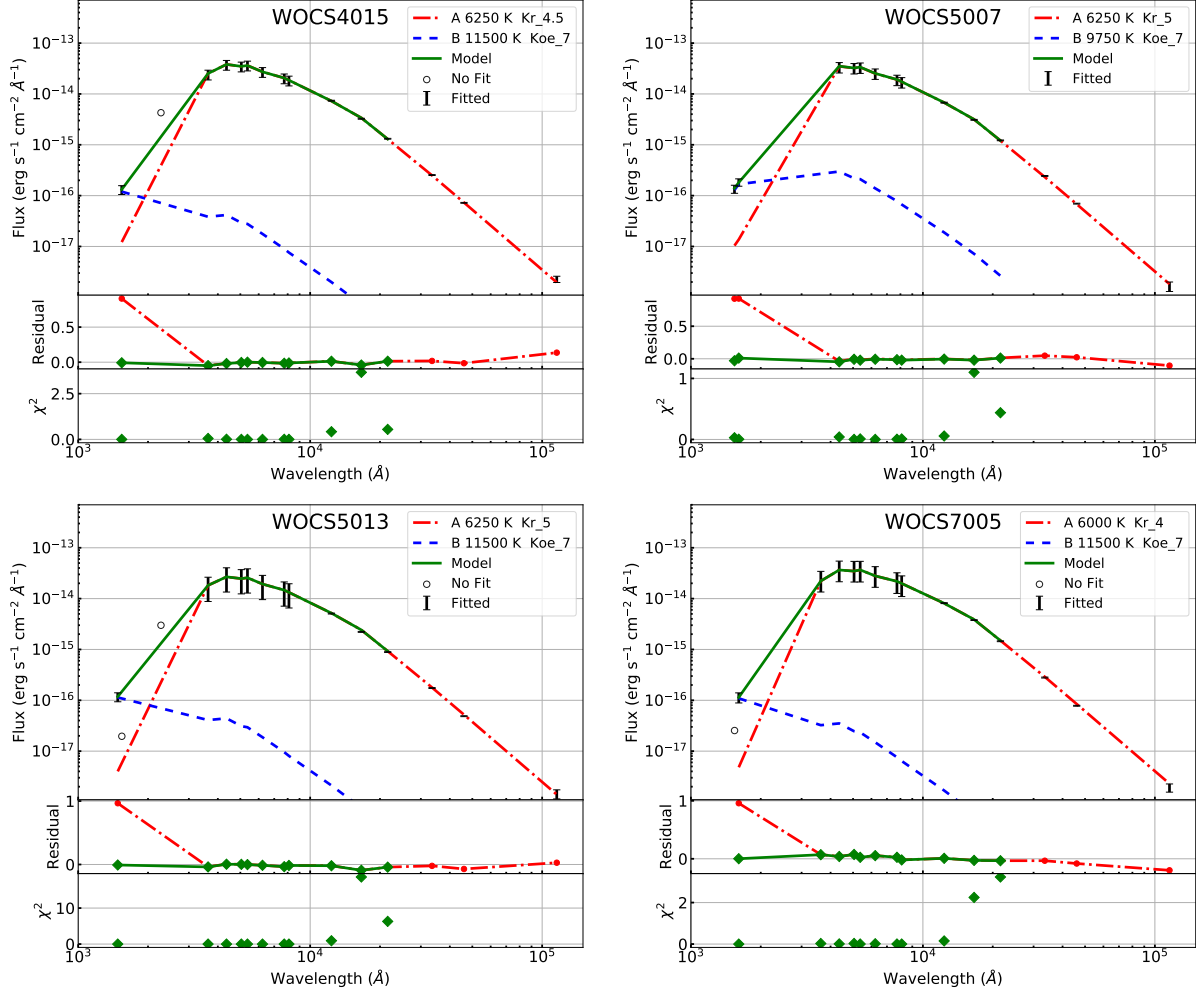 WOCS4015
A 6250 K Kr_4.5
B 11500 K Koe_7
Model
No Fit
Fitted
Flux (erg s⁻¹ cm⁻² Å⁻¹)
10⁻¹³
10⁻¹⁴
10⁻¹⁵
10⁻¹⁶
10⁻¹⁷
Residual
0.5
0.0
χ²
2.5
0.0
10³
10⁴
10⁵
Wavelength (Å)
WOCS5007
A 6250 K Kr_5
B 9750 K Koe_7
Model
Fitted
Flux (erg s⁻¹ cm⁻² Å⁻¹)
10⁻¹³
10⁻¹⁴
10⁻¹⁵
10⁻¹⁶
10⁻¹⁷
Residual
0.5
0.0
χ²
1
0
10³
10⁴
10⁵
Wavelength (Å)
WOCS5013
A 6250 K Kr_5
B 11500 K Koe_7
Model
No Fit
Fitted
Flux (erg s⁻¹ cm⁻² Å⁻¹)
10⁻¹³
10⁻¹⁴
10⁻¹⁵
10⁻¹⁶
10⁻¹⁷
Residual
1
0
χ²
10
0
10³
10⁴
10⁵
Wavelength (Å)
WOCS7005
A 6000 K Kr_4
B 11500 K Koe_7
Model
No Fit
Fitted
Flux (erg s⁻¹ cm⁻² Å⁻¹)
10⁻¹³
10⁻¹⁴
10⁻¹⁵
10⁻¹⁶
10⁻¹⁷
Residual
1
0
χ²
2
0
10³
10⁴
10⁵
Wavelength (Å)